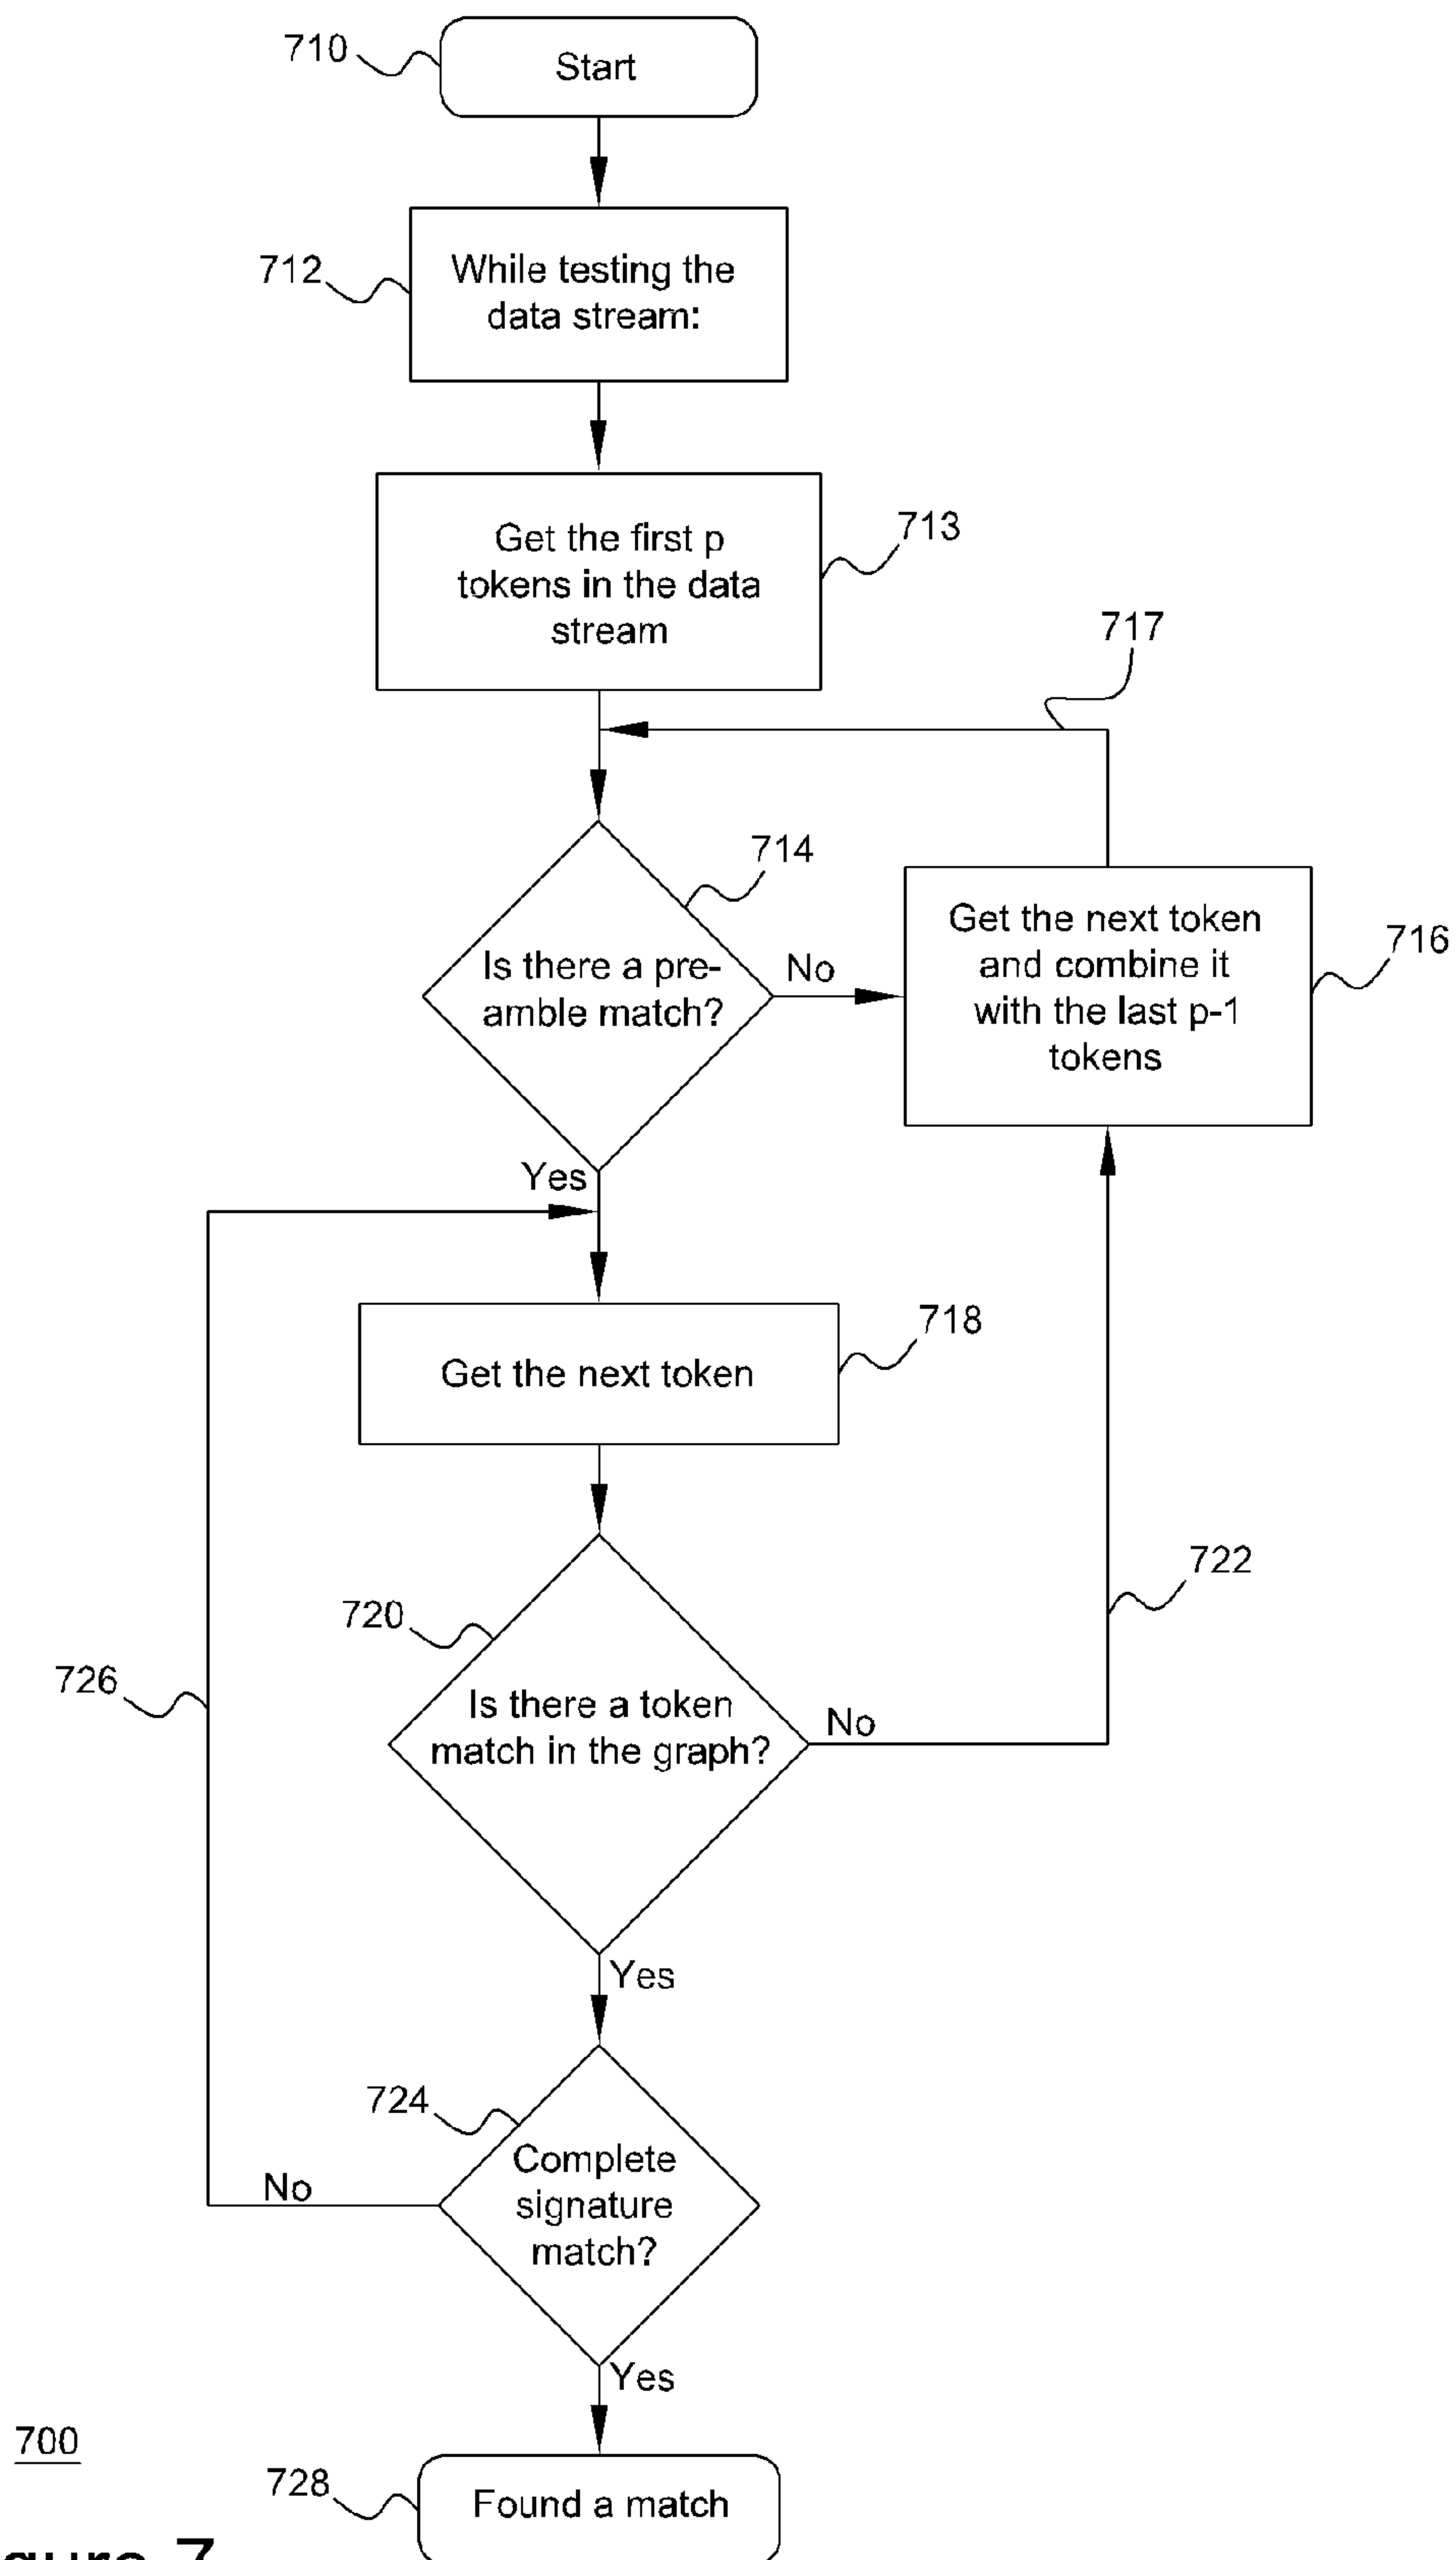 710
Start
712
While testing the
data stream:
Get the first p
tokens in the data
stream
713
717
714
Is there a pre-
amble match?
No
Get the next token
and combine it
with the last p-1
tokens
716
Yes
Get the next token
718
720
Is there a token
match in the graph?
No
722
726
Yes
724
Complete
signature
match?
No
Yes
700
728
Found a match